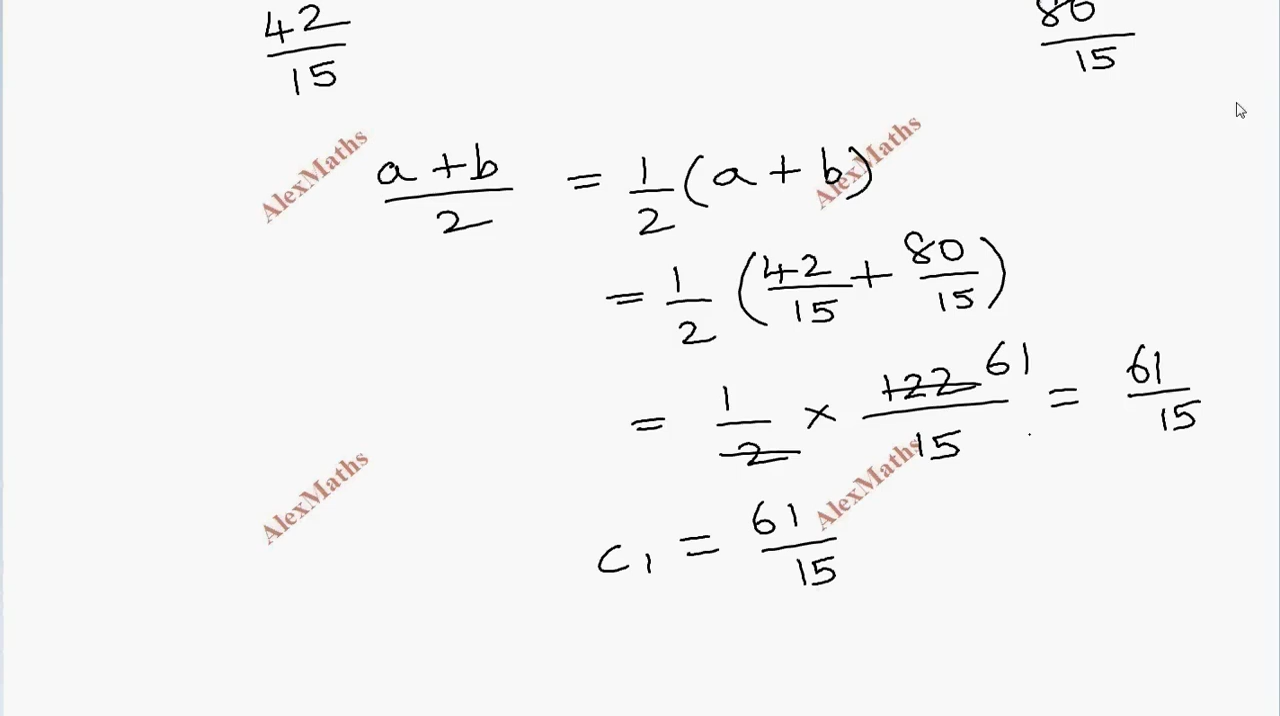 42/15 80/15
(a + b)/2 = 1/2 (a + b)
= 1/2 (42/15 + 80/15)
= 1/2 × 122/15 61 = 61/15
c₁ = 61/15
AlexMaths
AlexMaths
AlexMaths
AlexMaths